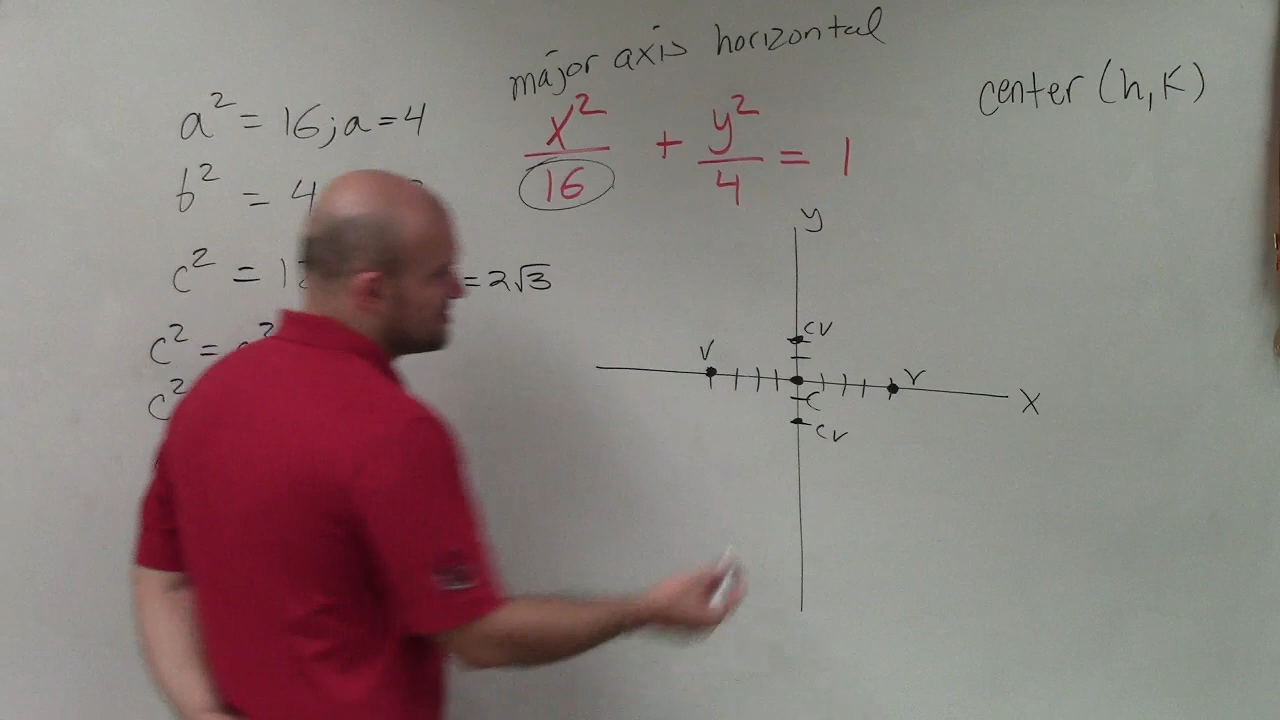 major axis horizontal
center (h,k)
a² = 16; a = 4
x²/16 + y²/4 = 1
b² = 4
c² = 12
= 2√3
c² =
c²
y
CV
V
V
C
CV
X